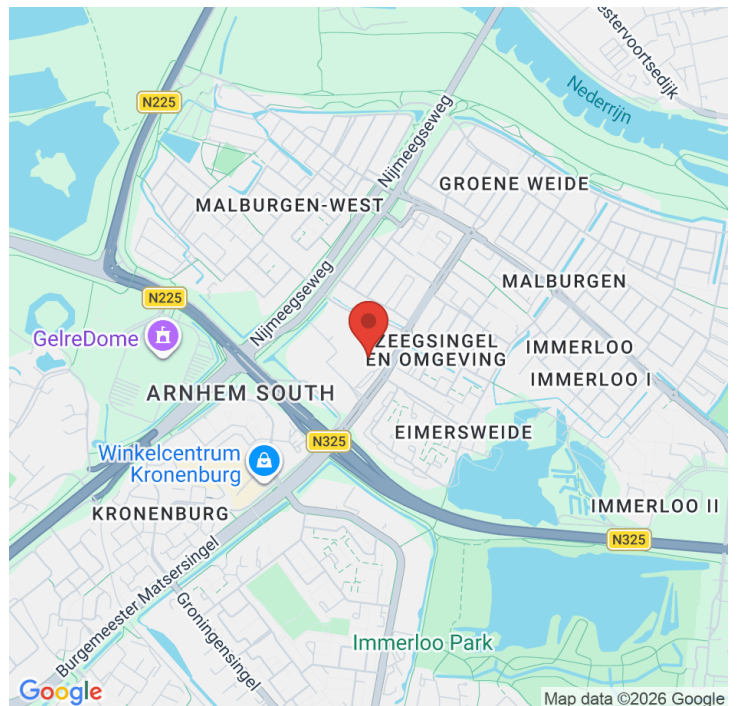 estervoortsedijk
Nederrijn
N225
Nijmeegseweg
GROENE WEIDE
MALBURGEN-WEST
MALBURGEN
N225
Nijmeegseweg
GelreDome
ZEEGSINGEL
EN OMGEVING
IMMERLOO
IMMERLOO I
ARNHEM SOUTH
EIMERSWEIDE
N325
Winkelcentrum
Kronenburg
KRONENBURG
IMMERLOO II
N325
Burgemeester Matsersingel
Groningensingel
Immerloo Park
Google
Map data ©2026 Google